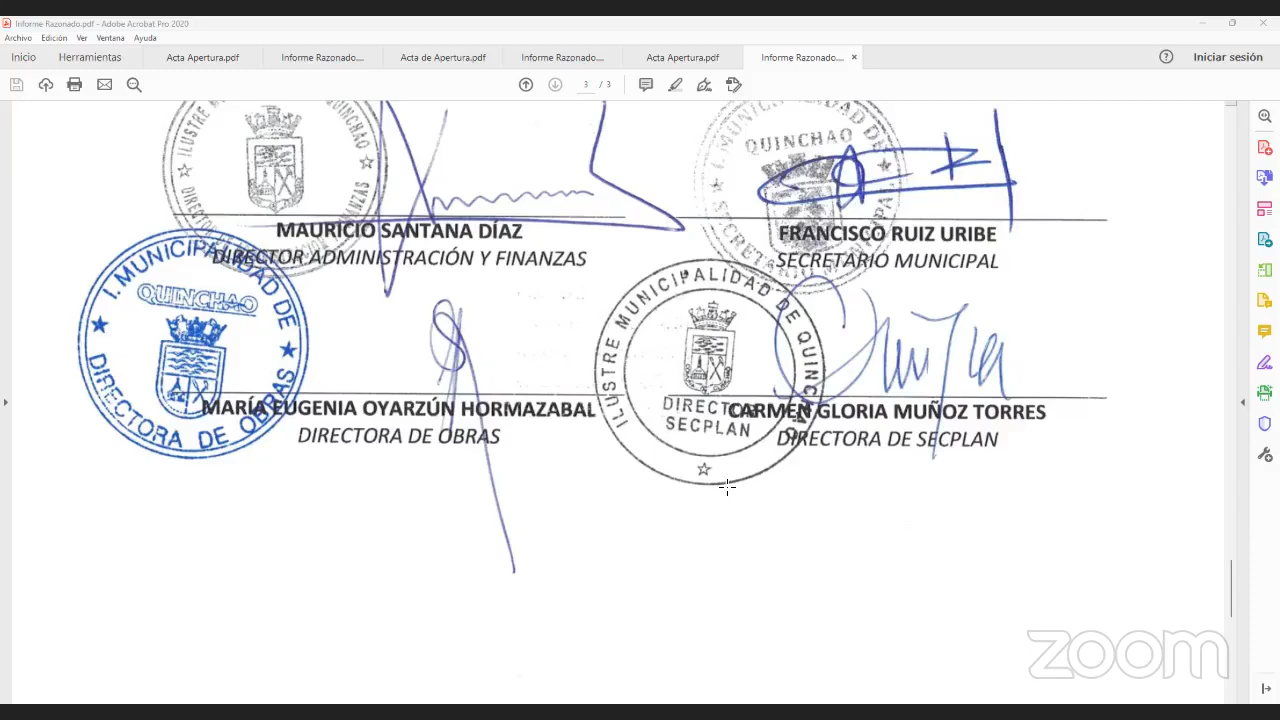 Informe Razonado.pdf - Adobe Acrobat Pro 2020
Archivo Edición Ver Ventana Ayuda
Inicio Herramientas Acta Apertura.pdf Informe Razonado.... Acta de Apertura.pdf Informe Razonado.... Acta Apertura.pdf Informe Razonado.... × Iniciar sesión
3 / 3
QUINCHAO
MAURICIO SANTANA DÍAZ
DIRECTOR ADMINISTRACIÓN Y FINANZAS
I. MUNICIPALIDAD DE
QUINCHAO
SECRETARIO MUNICIPAL
FRANCISCO RUIZ URIBE
SECRETARIO MUNICIPAL
I. MUNICIPALIDAD DE
QUINCHAO
DIRECTORA DE OBRAS
MARÍA EUGENIA OYARZÚN HORMAZABAL
DIRECTORA DE OBRAS
ILUSTRE MUNICIPALIDAD DE QUINCHAO
SECPLAN
CARMEN GLORIA MUÑOZ TORRES
DIRECTORA DE SECPLAN
zoom